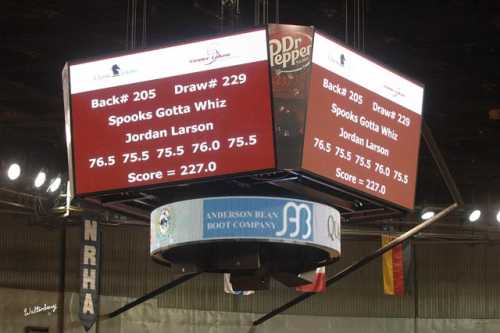 Back# 205 Draw# 229
Spooks Gotta Whiz
Jordan Larson
76.5 75.5 75.5 76.0 75.5
Score = 227.0
DR Pepper
Back# 205 Draw# 229
Spooks Gotta Whiz
Jordan Larson
76.5 75.5 75.5 76.0 75.5
Score = 227.0
ANDERSON BEAN
BOOT COMPANY
AB
NRHA
Waltenberry